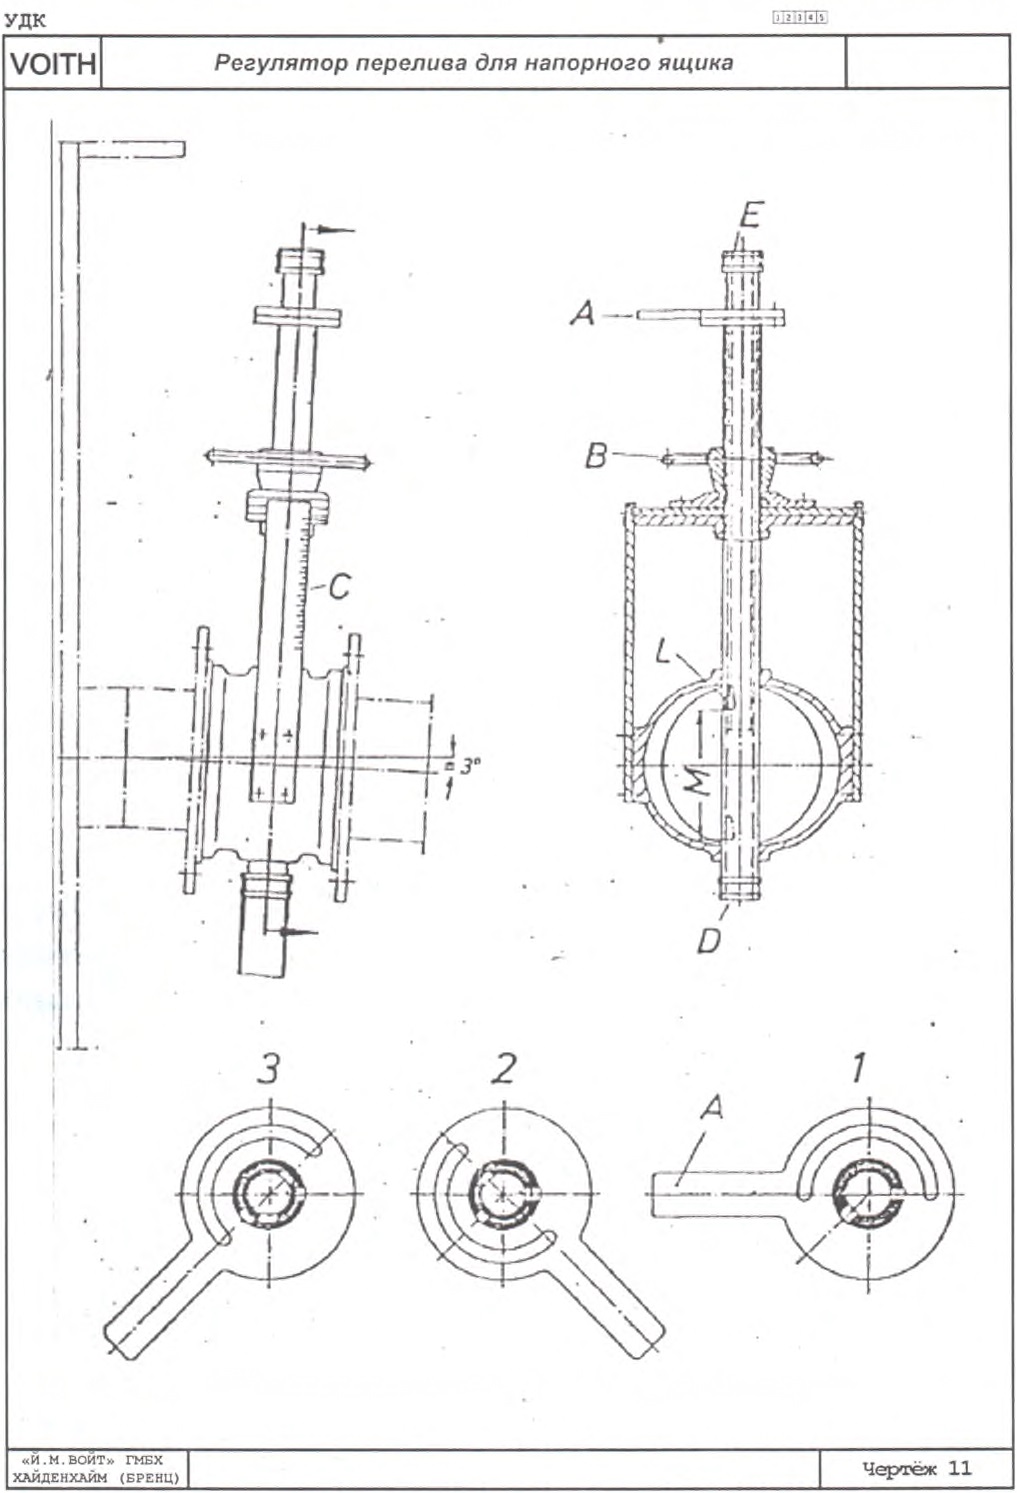 УДК
1 2 3 4 5
VOITH
Регулятор перелива для напорного ящика
E
A
B
C
L
3°
M
D
3
2
1
A
«Й.М.ВОЙТ» ГМБХ
ХАЙДЕНХАЙМ (БРЕНЦ)
Чертёж 11